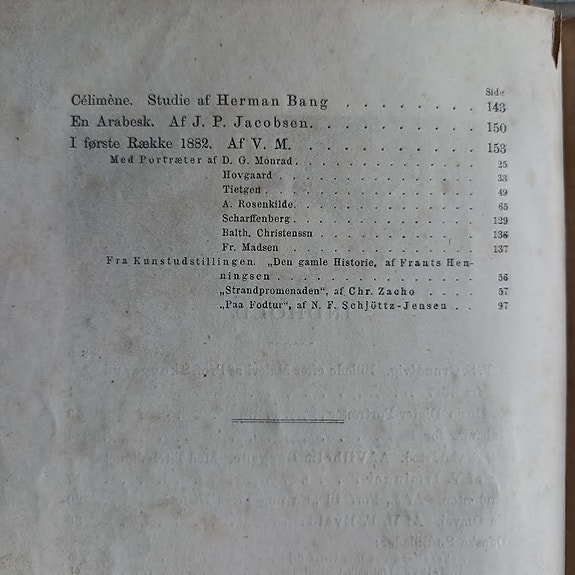 Side
Célimène. Studie af Herman Bang . . . . . . . . 143
En Arabesk. Af J. P. Jacobsen. . . . . . . . . 150
I første Række 1882. Af V. M. . . . . . . . . . 153
Med Portræter af D. G. Monrad . . . . . . . . . . . 25
Hovgaard . . . . . . . . . . . . 33
Tietgen . . . . . . . . . . . . . 49
A. Rosenkilde. . . . . . . . . . . 65
Scharffenberg . . . . . . . . . . . 129
Balth. Christenssn . . . . . . . . . 136
Fr. Madsen . . . . . . . . . . . . 137
Fra Kunstudstillingen. „Den gamle Historie, af Frants Hen-
ningsen . . . . . . . . . . . . . 56
„Strandpromenaden", af Chr. Zacho . . . . 57
„Paa Fodtur", af N. F. Schjöttz-Jensen . . 97